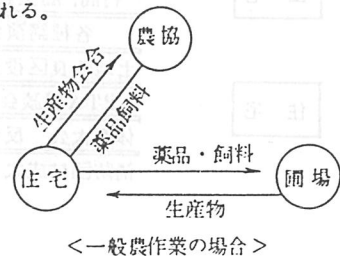 れる。
農協
生産物会合
薬品飼料
薬品・飼料
住宅
圃場
生産物
＜一般農作業の場合＞